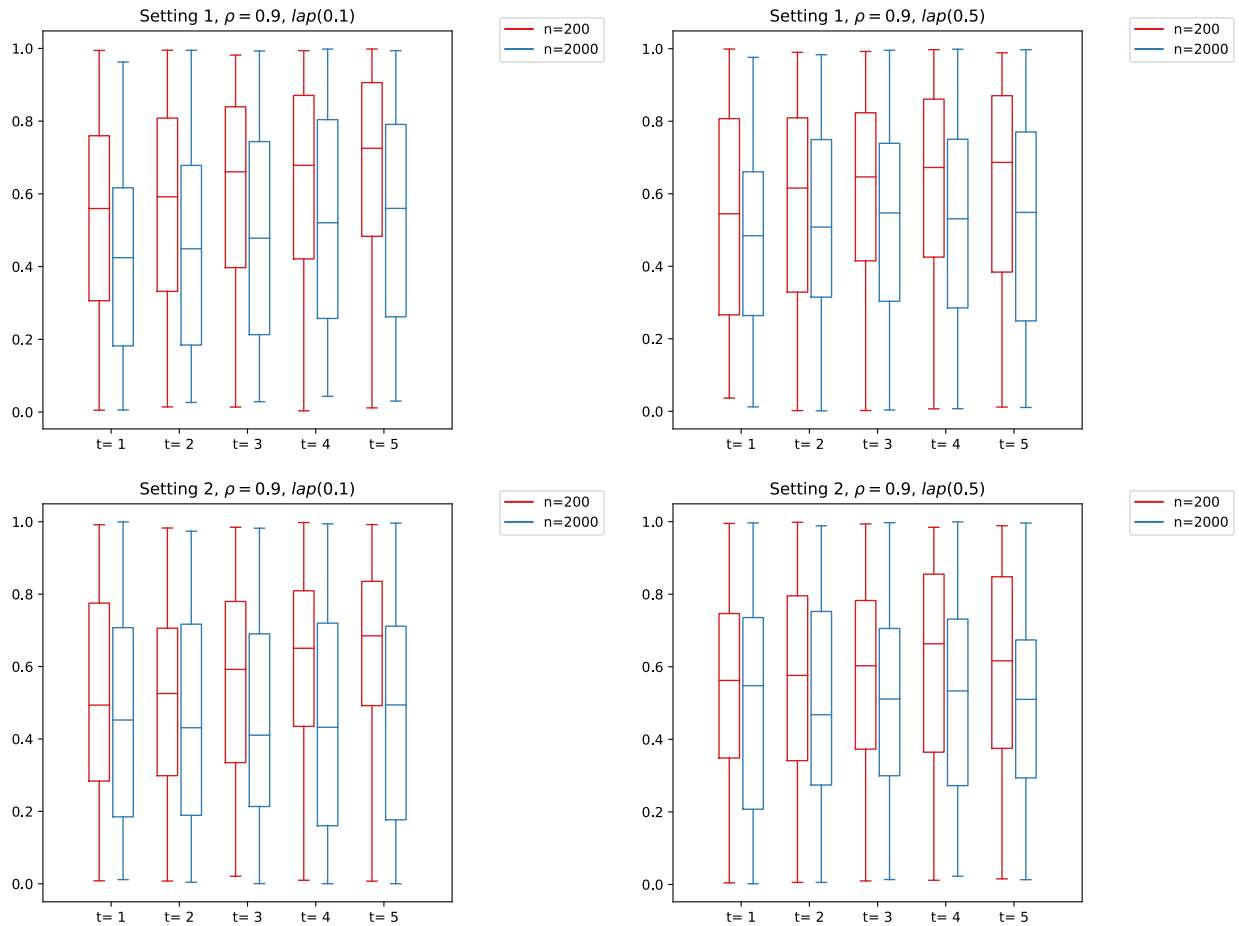 Setting 1, ρ = 0.9, lap(0.1)
n=200
n=2000
1.0
0.8
0.6
0.4
0.2
0.0
t= 1 t= 2 t= 3 t= 4 t= 5
Setting 1, ρ = 0.9, lap(0.5)
n=200
n=2000
1.0
0.8
0.6
0.4
0.2
0.0
t= 1 t= 2 t= 3 t= 4 t= 5
Setting 2, ρ = 0.9, lap(0.1)
n=200
n=2000
1.0
0.8
0.6
0.4
0.2
0.0
t= 1 t= 2 t= 3 t= 4 t= 5
Setting 2, ρ = 0.9, lap(0.5)
n=200
n=2000
1.0
0.8
0.6
0.4
0.2
0.0
t= 1 t= 2 t= 3 t= 4 t= 5